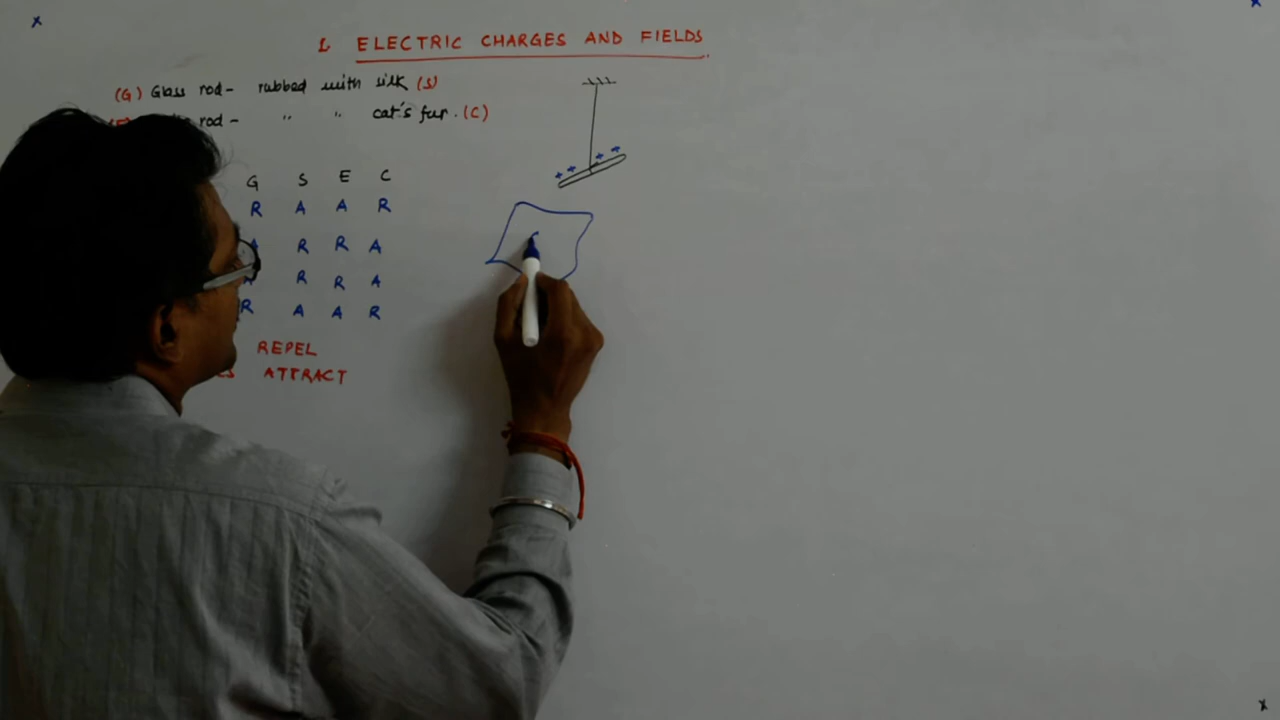 1. ELECTRIC CHARGES AND FIELDS
(G) Glass rod - rubbed with silk (S)
rod - " " cat's fur. (C)
G S E C
R A A R
R R A
R R A
R A A R
REPEL
ATTRACT
+ + + +